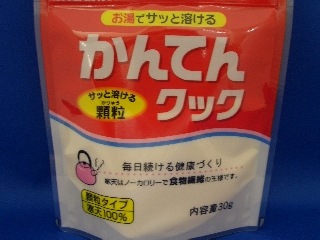 お湯でサッと溶ける
かんてん
クック
サッと溶ける
かりゅう
顆粒
毎日続ける健康づくり
寒天はノーカロリーで食物繊維の王様です。
顆粒タイプ
寒天100%
内容量30g